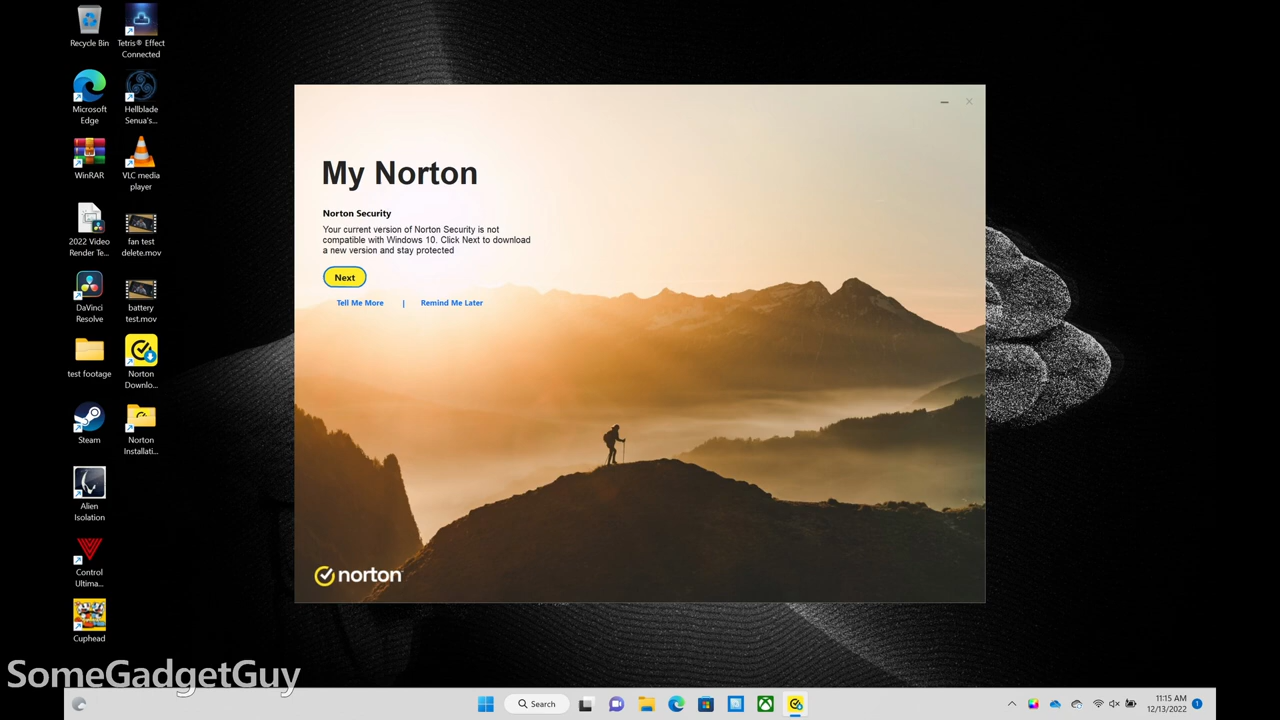 Recycle Bin
Tetris® Effect
Connected
Microsoft
Edge
Hellblade
Senua's...
WinRAR
VLC media
player
2022 Video
Render Te...
fan test
delete.mov
DaVinci
Resolve
battery
test.mov
test footage
Norton
Downlo...
Steam
Norton
Installati...
Alien
Isolation
Control
Ultima...
Cuphead
My Norton
Norton Security
Your current version of Norton Security is not
compatible with Windows 10. Click Next to download
a new version and stay protected
Next
Tell Me More | Remind Me Later
norton
SomeGadgetGuy
Search
11:15 AM
12/13/2022
1